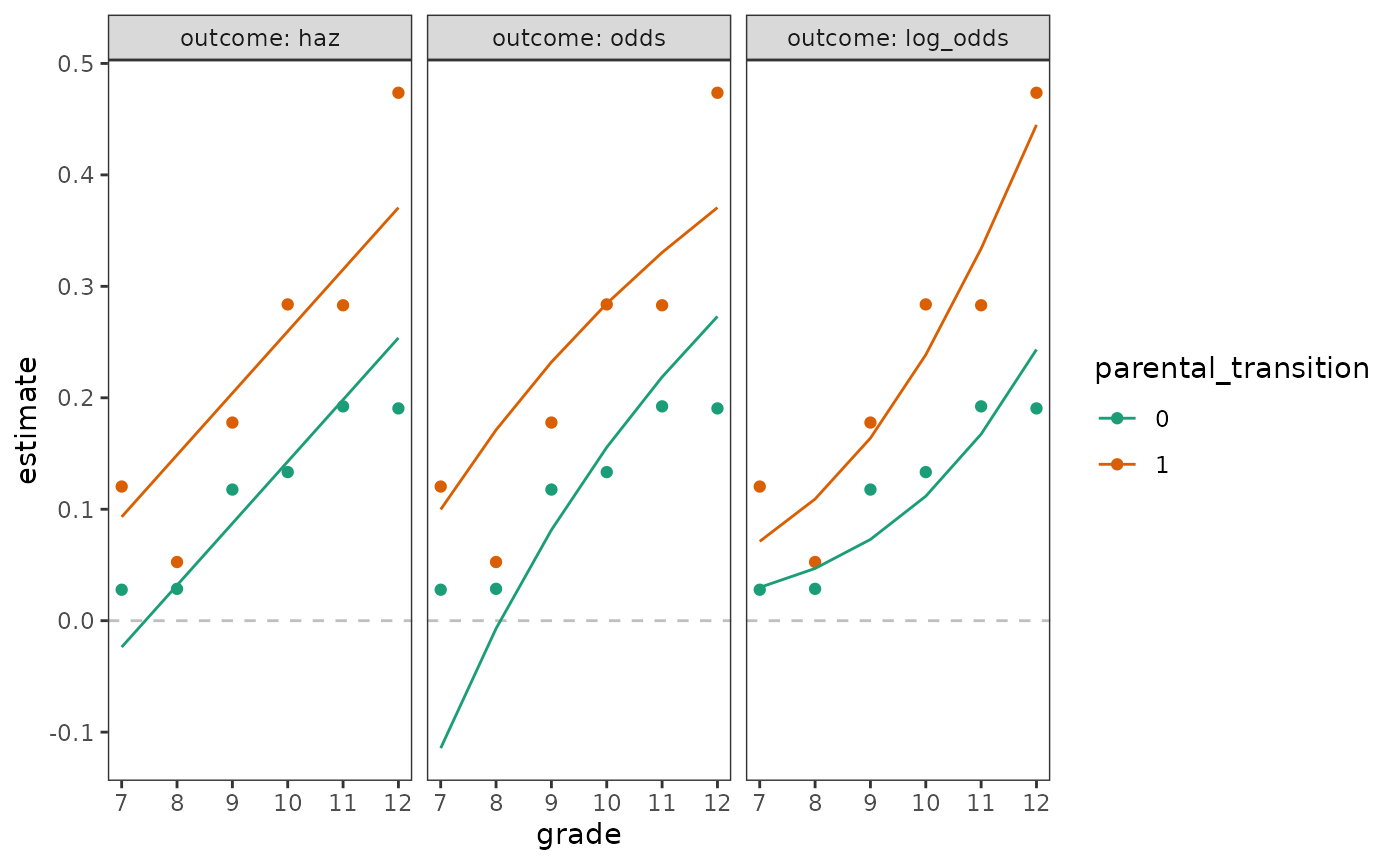 outcome: haz outcome: odds outcome: log_odds
0.5
0.4
0.3
0.2
0.1
0.0
-0.1
estimate
7 8 9 10 11 12 7 8 9 10 11 12 7 8 9 10 11 12
grade
parental_transition
0
1